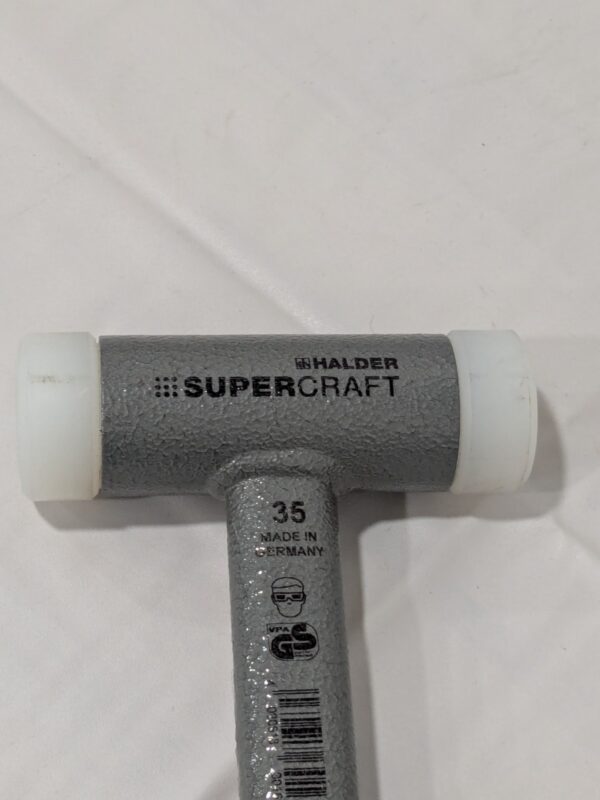 HALDER
SUPERCRAFT
35
MADE IN
GERMANY
VPA
GS